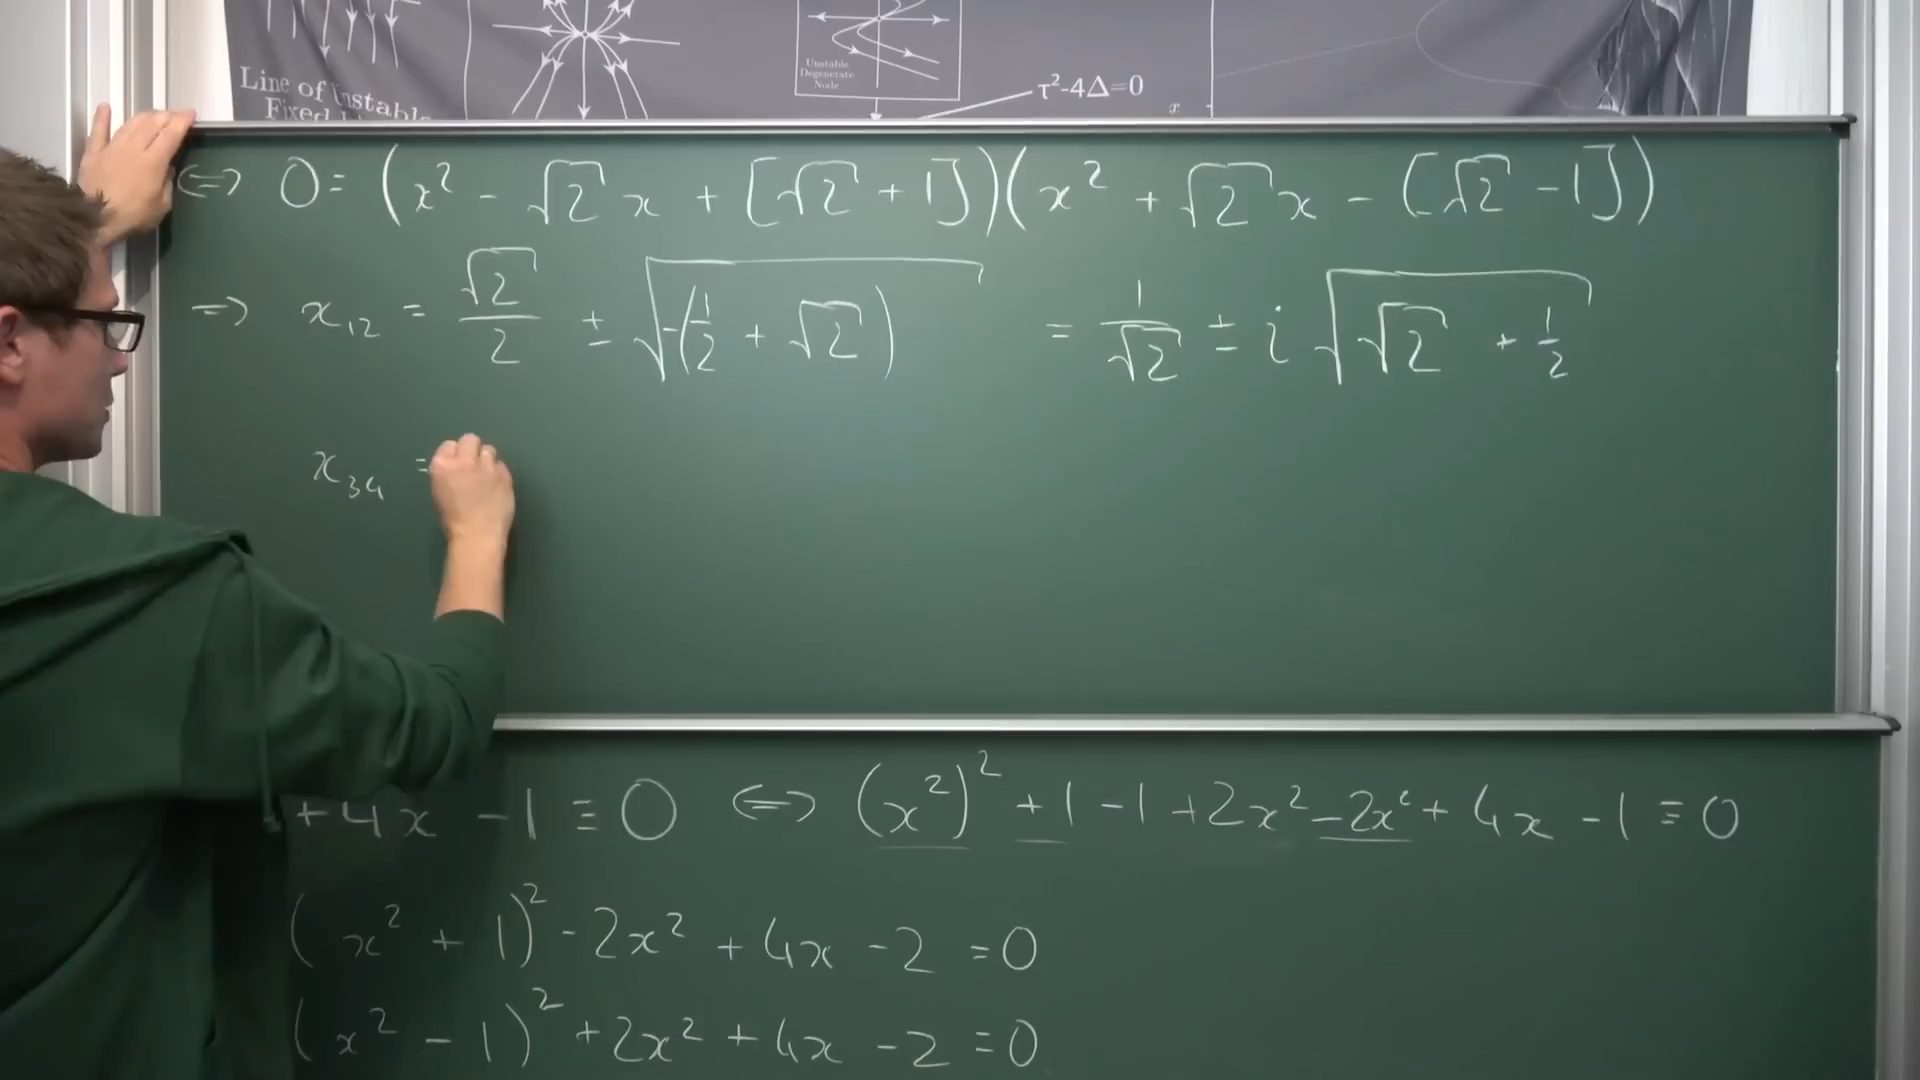 Line of Unstable
Fixed
Unstable
Degenerate
Node
τ²-4Δ=0
x
⇔ 0 = (x² - √2 x + [√2 + 1])(x² + √2 x - [√2 - 1])
⇒ x₁₂ = √2/2 ± √(-(1/2 + √2)) = 1/√2 ± i √(√2 + 1/2)
x₃₄ =
+4x -1 = 0 ⇔ (x²)² +1 -1 +2x² -2x² + 4x -1 = 0
(x² + 1)² - 2x² + 4x - 2 = 0
(x² - 1)² + 2x² + 4x - 2 = 0